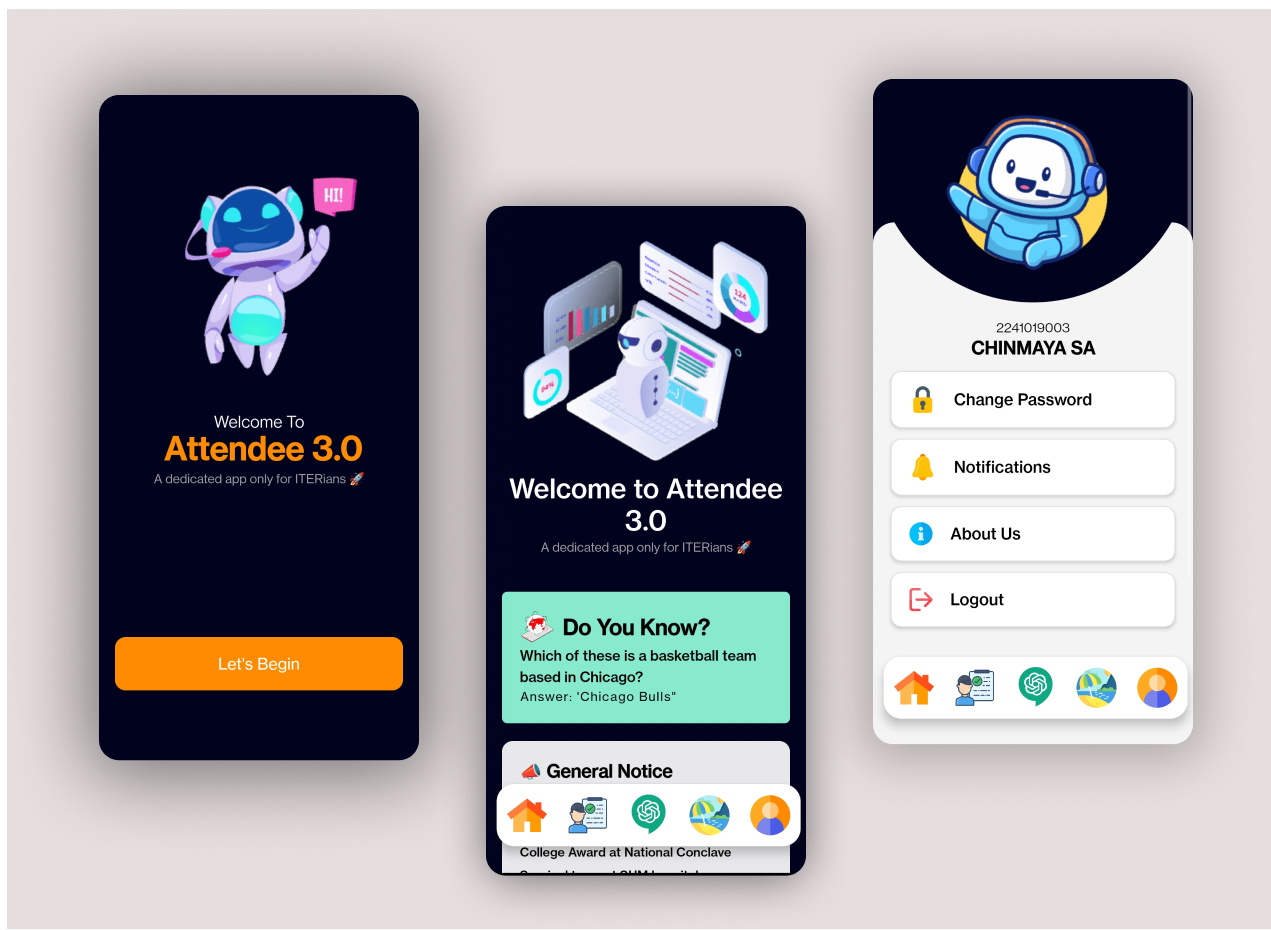 HI!
Welcome To
Attendee 3.0
A dedicated app only for ITERians 🚀
Let's Begin
124
94%
Welcome to Attendee
3.0
A dedicated app only for ITERians 🚀
Do You Know?
Which of these is a basketball team
based in Chicago?
Answer: 'Chicago Bulls"
General Notice
College Award at National Conclave
2241019003
CHINMAYA SA
Change Password
Notifications
About Us
Logout